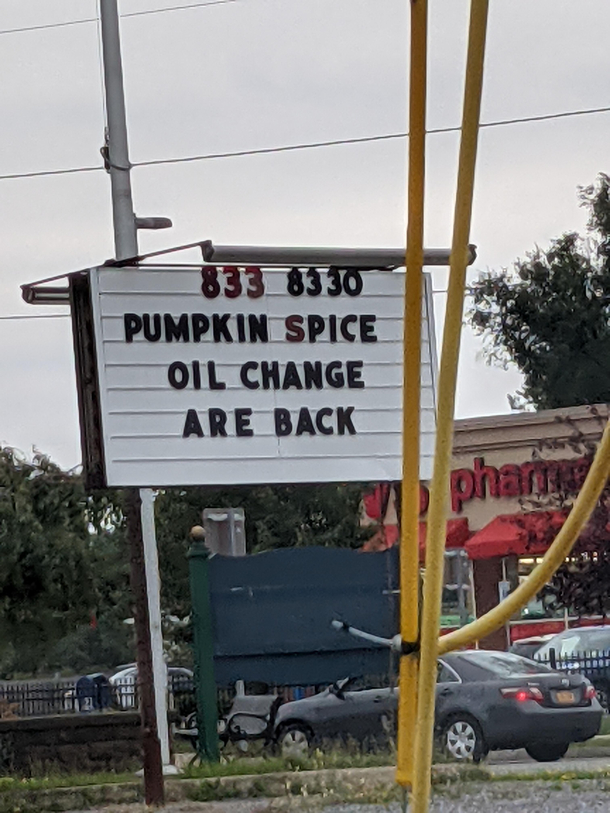 833 8330
PUMPKIN SPICE
OIL CHANGE
ARE BACK
pharm